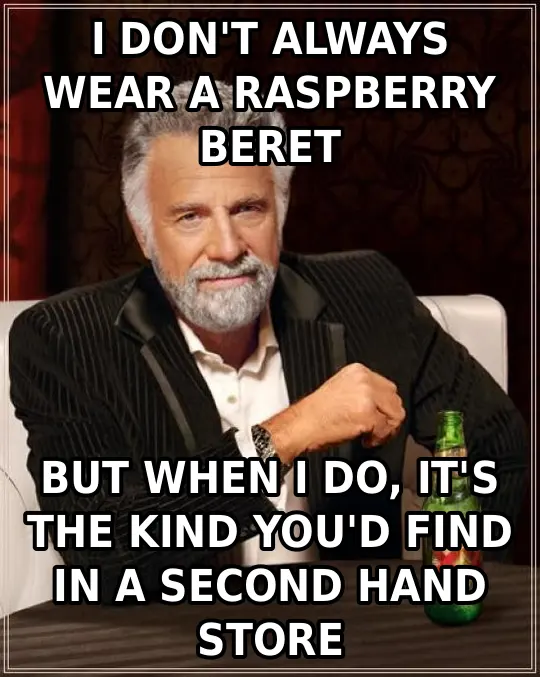 I DON'T ALWAYS
WEAR A RASPBERRY
BERET
BUT WHEN I DO, IT'S
THE KIND YOU'D FIND
IN A SECOND HAND
STORE